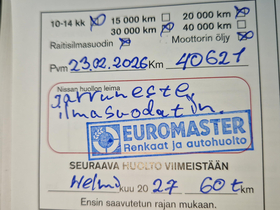 10-14 kk 15 000 km 20 000 km
30 000 km 40 000 km
Raitisilmasuodin Moottorin öljy
Pvm 23.02.2026 Km 40621
Nissan huollon leima
jarruneste,
ilmasuodatin.
EUROMASTER
Renkaat ja autohuolto
SEURAAVA HUOLTO VIIMEISTÄÄN
Helmi kuu 20 27 60 t km
Ensin saavutetun rajan mukaan.